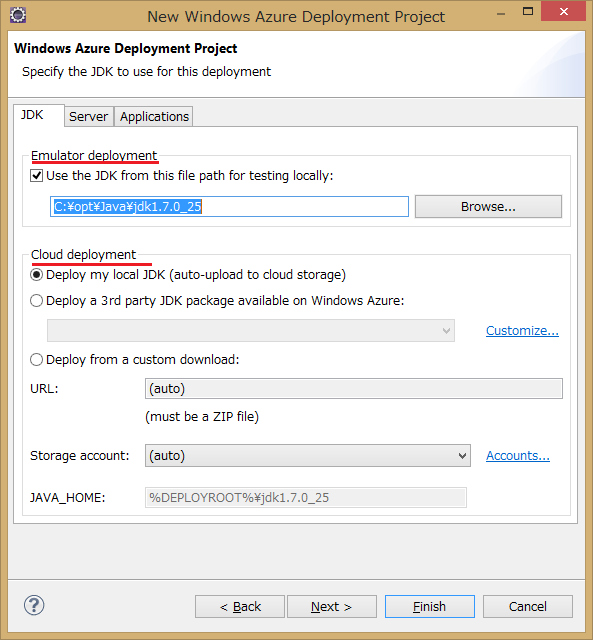 New Windows Azure Deployment Project
Windows Azure Deployment Project
Specify the JDK to use for this deployment
JDK Server Applications
Emulator deployment
Use the JDK from this file path for testing locally:
C:¥opt¥Java¥jdk1.7.0_25 Browse...
Cloud deployment
Deploy my local JDK (auto-upload to cloud storage)
Deploy a 3rd party JDK package available on Windows Azure:
Customize...
Deploy from a custom download:
URL: (auto)
(must be a ZIP file)
Storage account: (auto) Accounts...
JAVA_HOME: %DEPLOYROOT%¥jdk1.7.0_25
? < Back Next > Finish Cancel